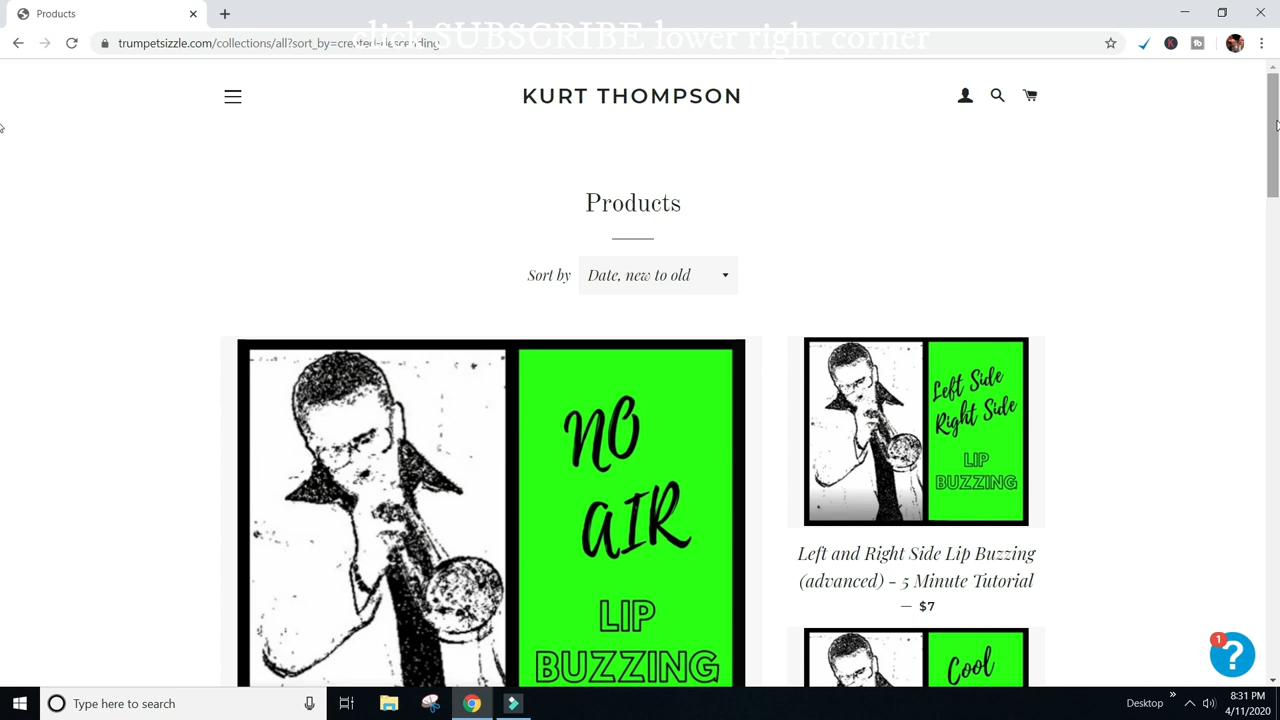 Products
click SUBSCRIBE lower right corner
trumpetsizzle.com/collections/all?sort_by=created-descending
KURT THOMPSON
Products
Sort by Date, new to old
NO
AIR
LIP
BUZZING
Left Side
Right Side
LIP
BUZZING
Left and Right Side Lip Buzzing
(advanced) - 5 Minute Tutorial
— $7
Cool
1
?
Type here to search
Desktop
8:31 PM
4/11/2020